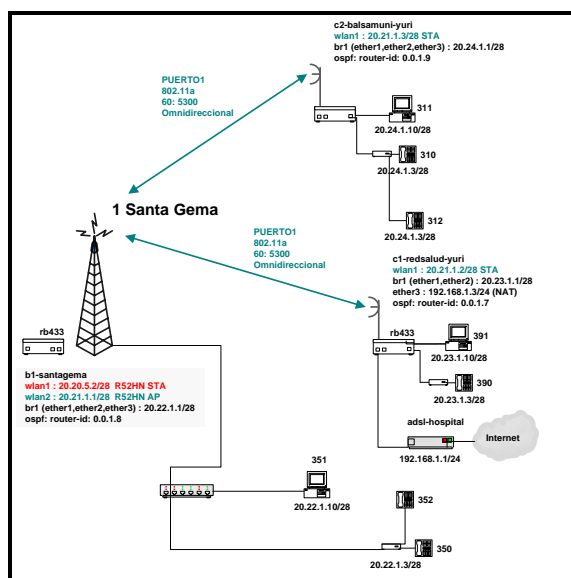 c2-balsamuni-yuri
wlan1 : 20.21.1.3/28 STA
br1 (ether1,ether2,ether3) : 20.24.1.1/28
ospf: router-id: 0.0.1.9
PUERTO1
802.11a
60: 5300
Omnidireccional
311
20.24.1.10/28
310
20.24.1.3/28
312
20.24.1.3/28
1 Santa Gema
PUERTO1
802.11a
60: 5300
Omnidireccional
c1-redsalud-yuri
wlan1 : 20.21.1.2/28 STA
br1 (ether1,ether2) : 20.23.1.1/28
ether3 : 192.168.1.3/24 (NAT)
ospf: router-id: 0.0.1.7
rb433
391
20.23.1.10/28
390
20.23.1.3/28
adsl-hospital
Internet
192.168.1.1/24
rb433
b1-santagema
wlan1 : 20.20.5.2/28 R52HN STA
wlan2 : 20.21.1.1/28 R52HN AP
br1 (ether1,ether2,ether3) : 20.22.1.1/28
ospf: router-id: 0.0.1.8
351
20.22.1.10/28
352
350
20.22.1.3/28